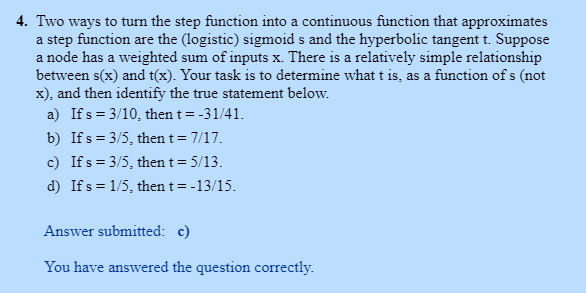 4. Two ways to turn the step function into a continuous function that approximates
a step function are the (logistic) sigmoid s and the hyperbolic tangent t. Suppose
a node has a weighted sum of inputs x. There is a relatively simple relationship
between s(x) and t(x). Your task is to determine what t is, as a function of s (not
x), and then identify the true statement below.
a) If s = 3/10, then t = -31/41.
b) If s = 3/5, then t = 7/17.
c) If s = 3/5, then t = 5/13.
d) If s = 1/5, then t = -13/15.
Answer submitted: c)
You have answered the question correctly.